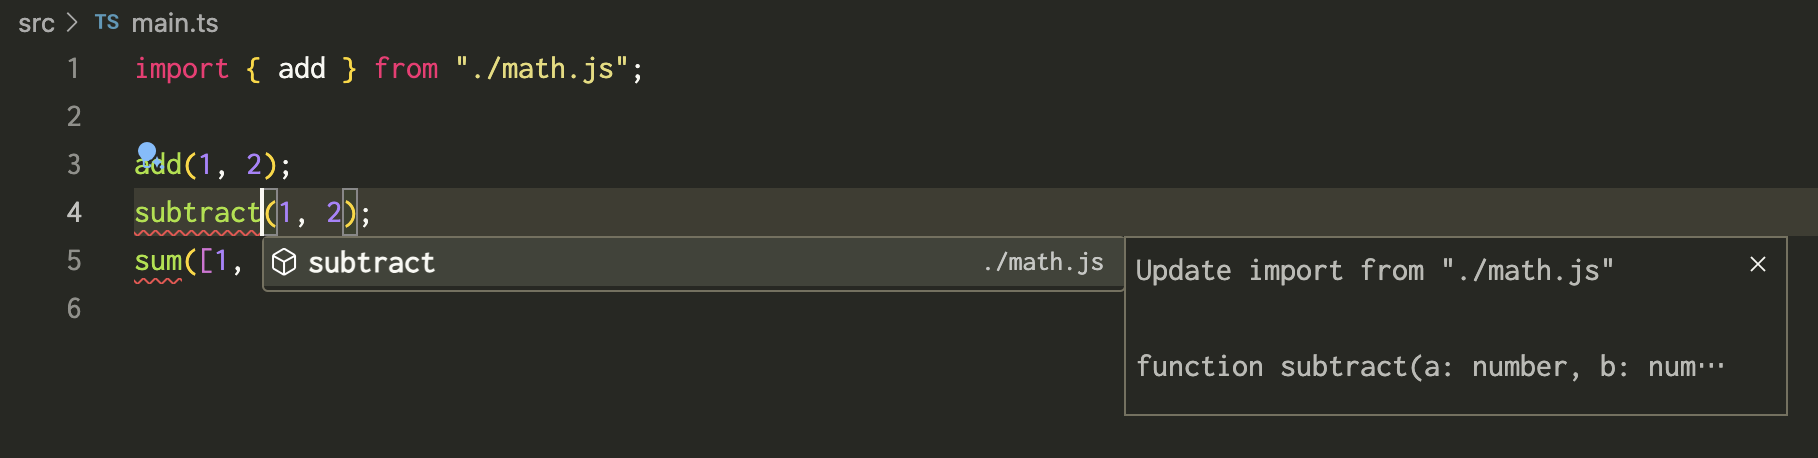 src > TS main.ts
1 import { add } from "./math.js";
2
3 add(1, 2);
4 subtract(1, 2);
5 sum([1,
6
subtract ./math.js
Update import from "./math.js"
function subtract(a: number, b: num…